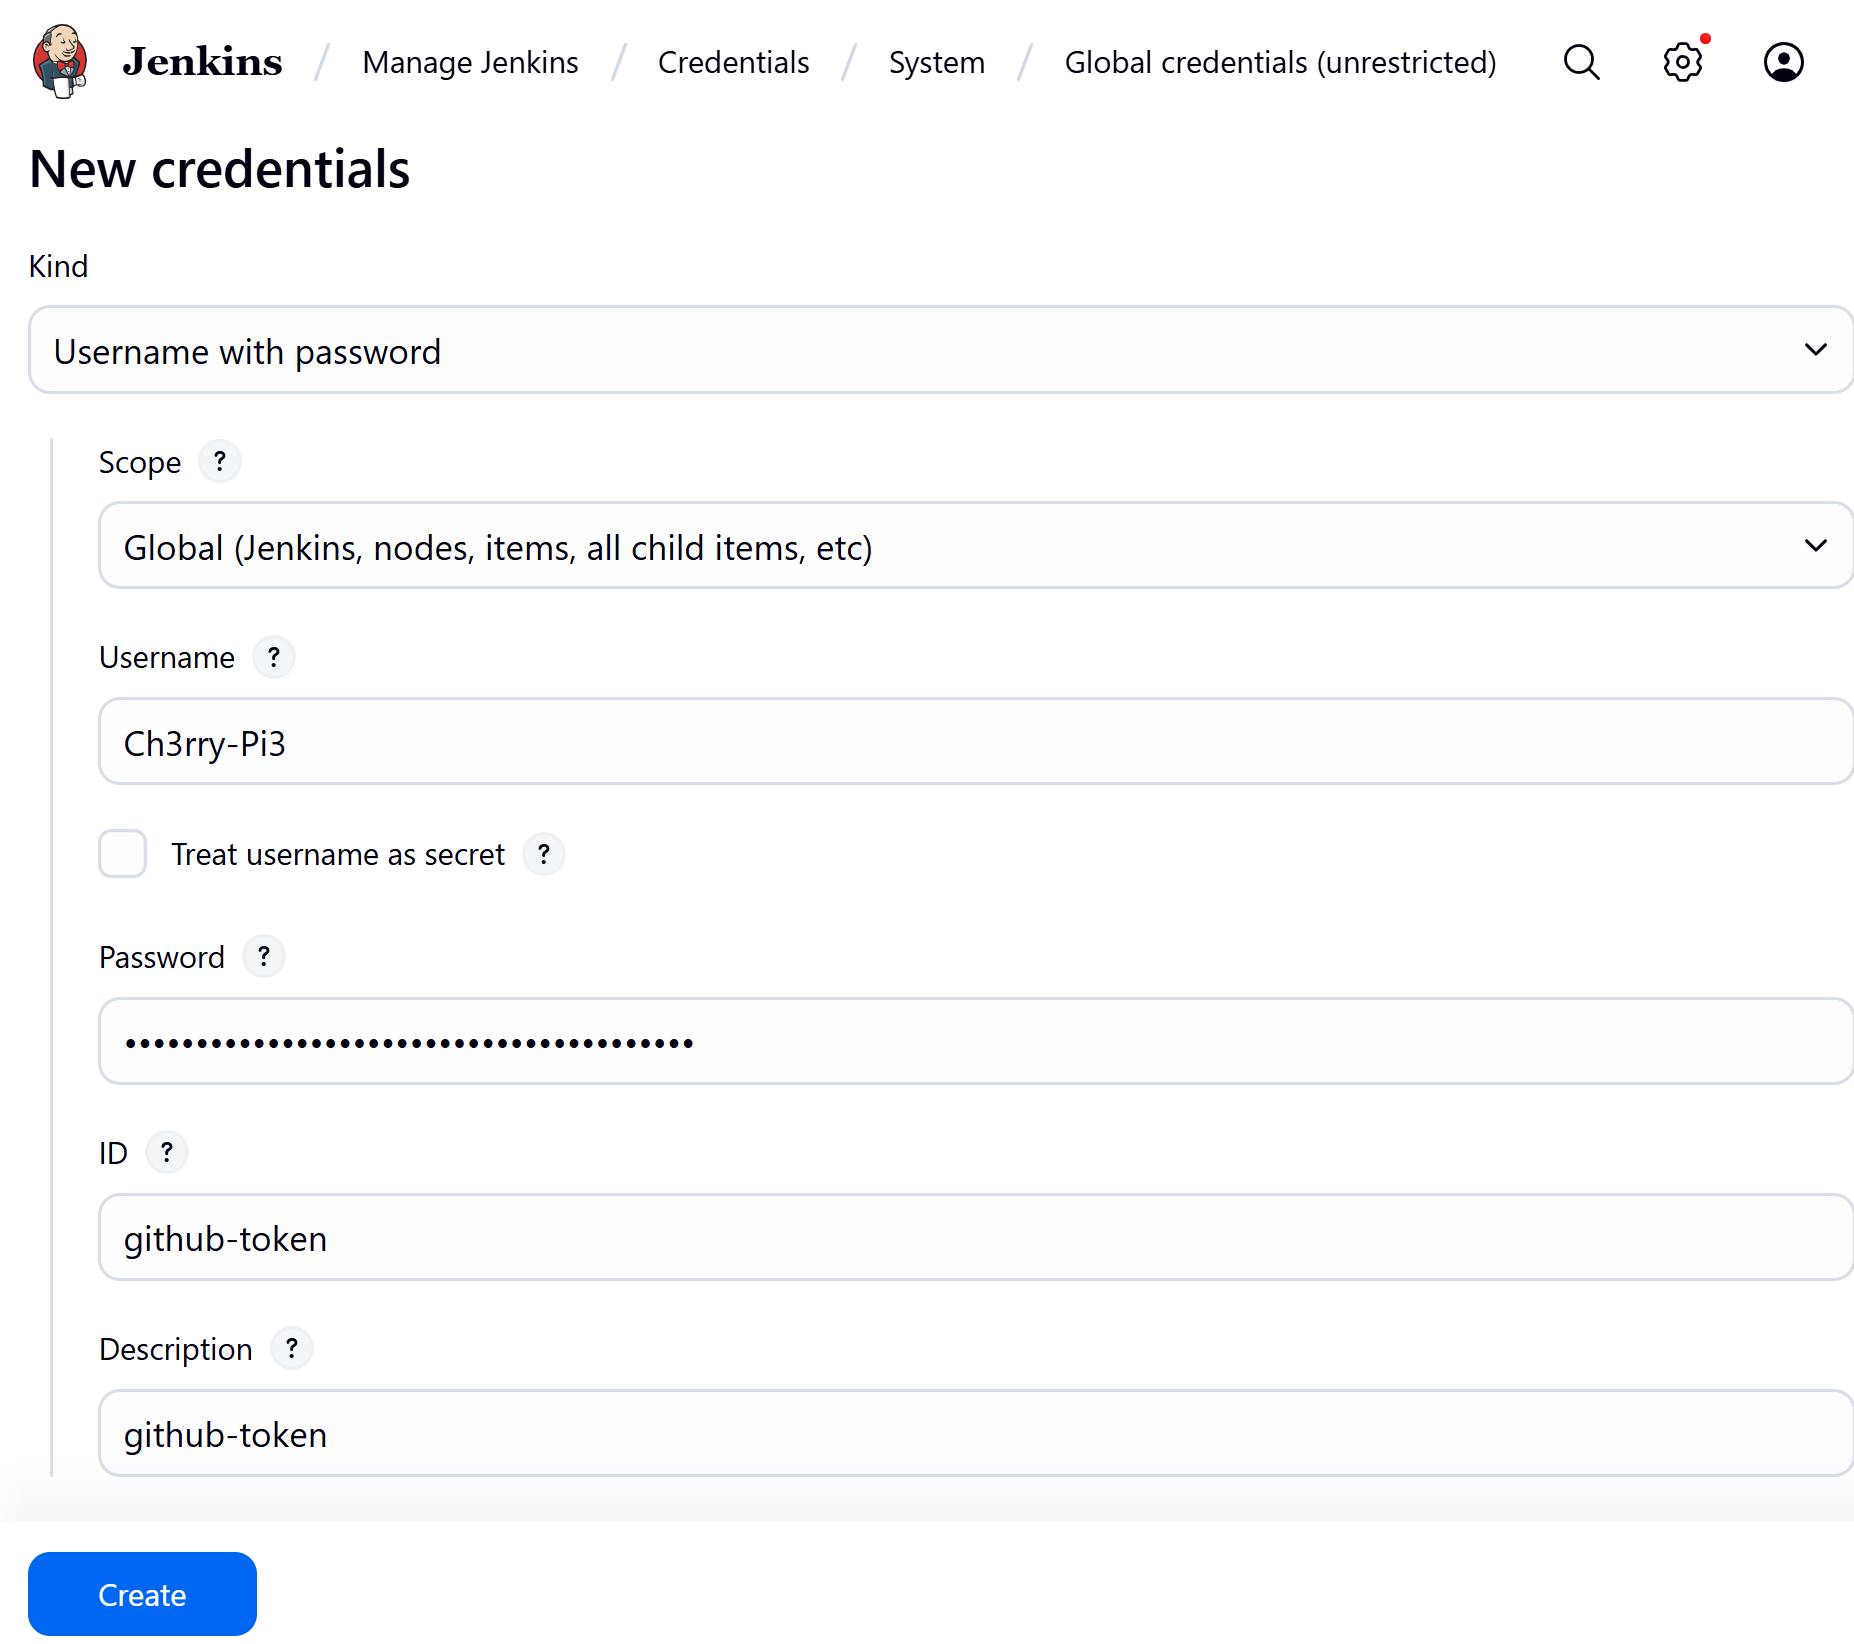 Jenkins / Manage Jenkins / Credentials / System / Global credentials (unrestricted)
New credentials
Kind
Username with password
Scope ?
Global (Jenkins, nodes, items, all child items, etc)
Username ?
Ch3rry-Pi3
Treat username as secret ?
Password ?
••••••••••••••••••••••••••••••••••••••••
ID ?
github-token
Description ?
github-token
Create